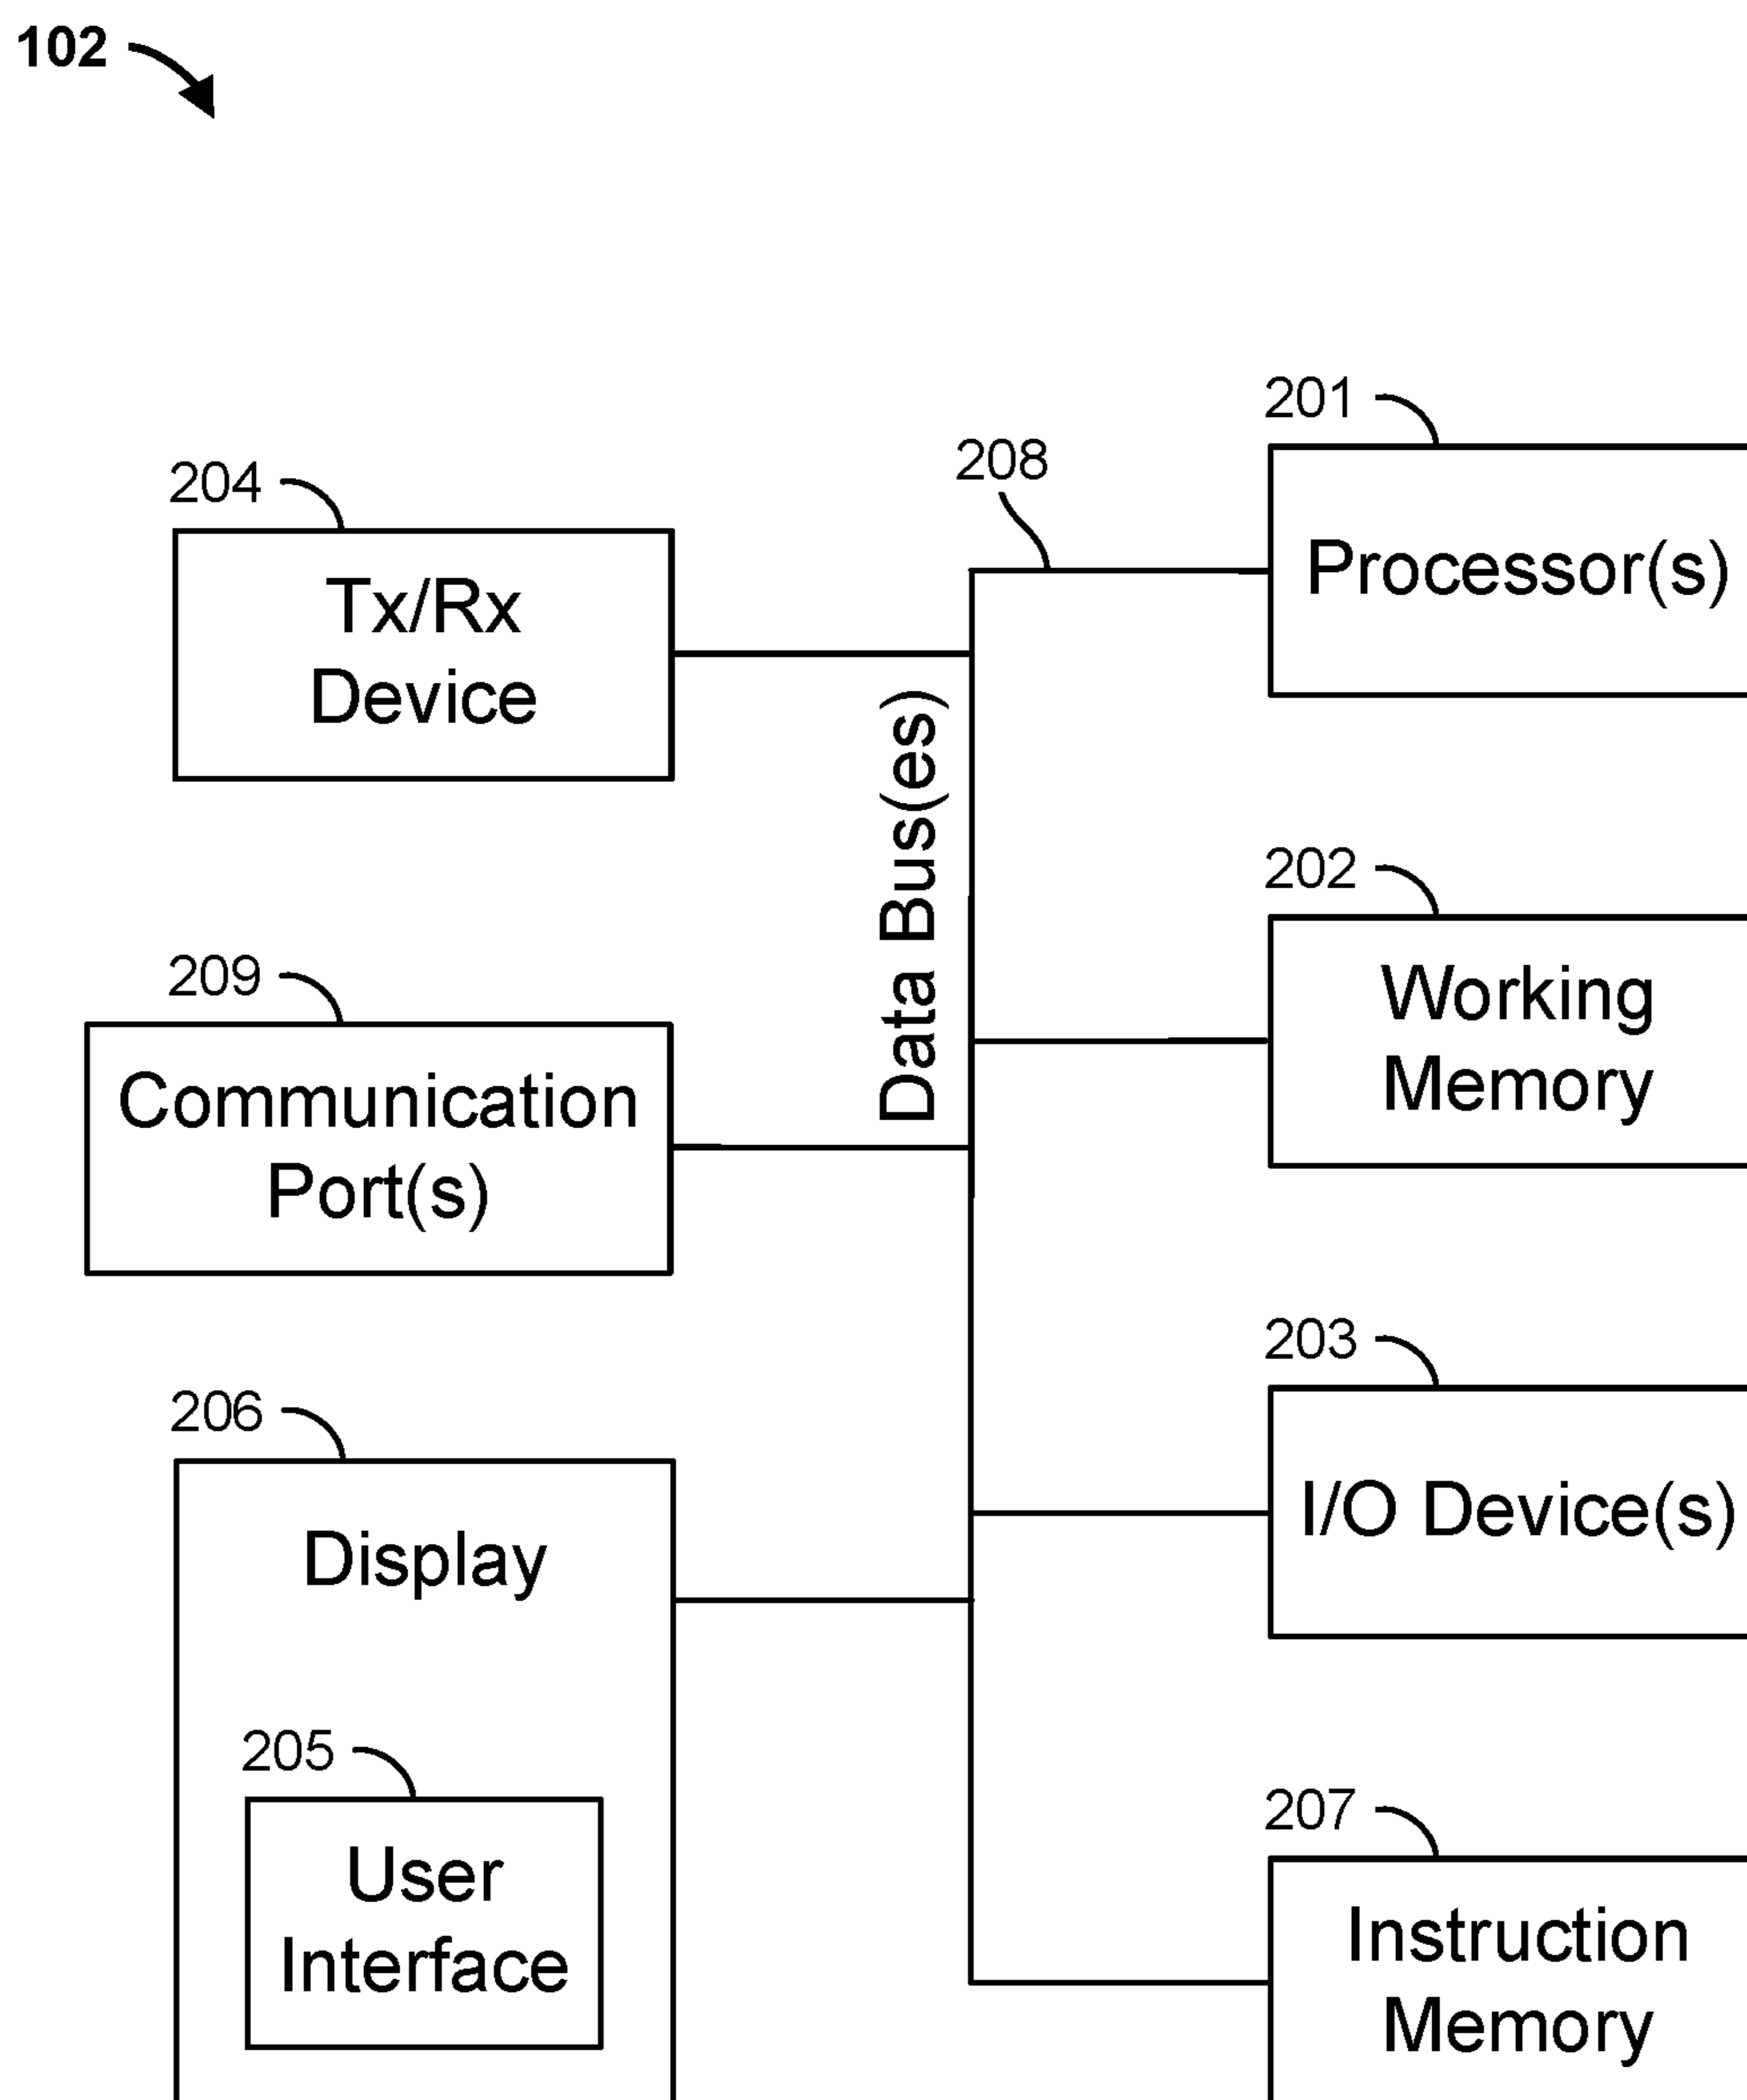 102
201
208
204
Processor(s)
Tx/Rx
Device
Data Bus(es)
202
209
Working
Memory
Communication
Port(s)
203
206
I/O Device(s)
Display
205
207
User
Interface
Instruction
Memory